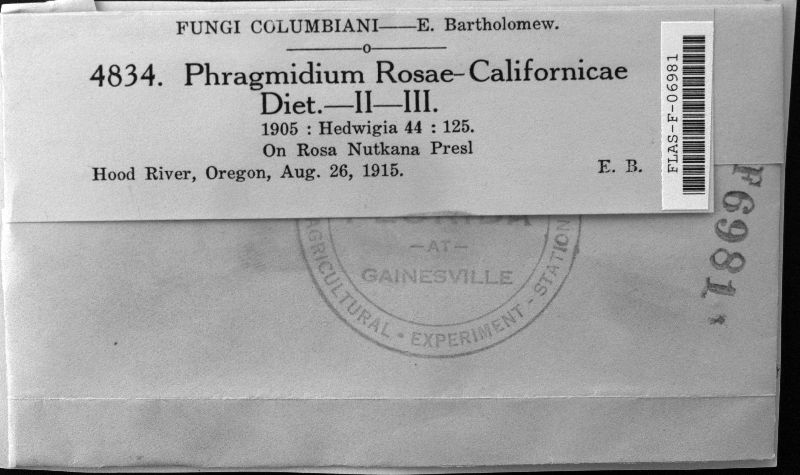 FUNGI COLUMBIANI——E. Bartholomew.
4834. Phragmidium Rosae-Californicae
Diet.—II—III.
1905 : Hedwigia 44 : 125.
On Rosa Nutkana Presl
Hood River, Oregon, Aug. 26, 1915.
E. B.
FLAS-F-06981
F6981
—AT—
GAINESVILLE
AGRICULTURAL • EXPERIMENT - STATION